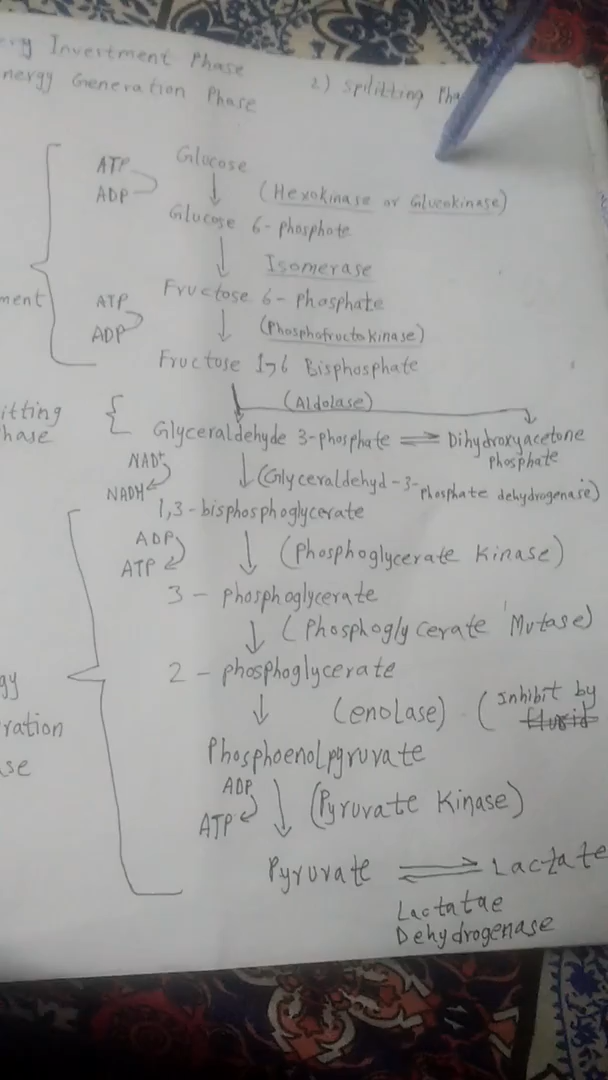 ery Investment Phase
nergy Generation Phase
2) Splitting Pha
Glocose
ATP
ADP
(Hexokinase or Glucokinase)
Glucose 6-phosphate
Isomerase
ment
Fructose 6-Phosphate
ATP
ADP
(Phosphofructokinase)
Fructose 1,6 Bisphosphate
(Aldolase)
itting
hase
Glyceraldehyde 3-phosphate ⇌ Dihydroxyacetone
phosphate
NAD+
NADH
(Glyceraldehyd-3-phosphate dehydrogenase)
1,3-bisphosphoglycerate
ADP
ATP
(Phosphoglycerate Kinase)
3-phosphoglycerate
(Phosphoglycerate Mutase)
2-phosphoglycerate
gy
ration
se
(enolase) (Inhibit by
Phosphoenolpyruvate
ADP
ATP
(Pyruvate Kinase)
Pyruvate ⇌ Lactate
Lactatae
Dehydrogenase